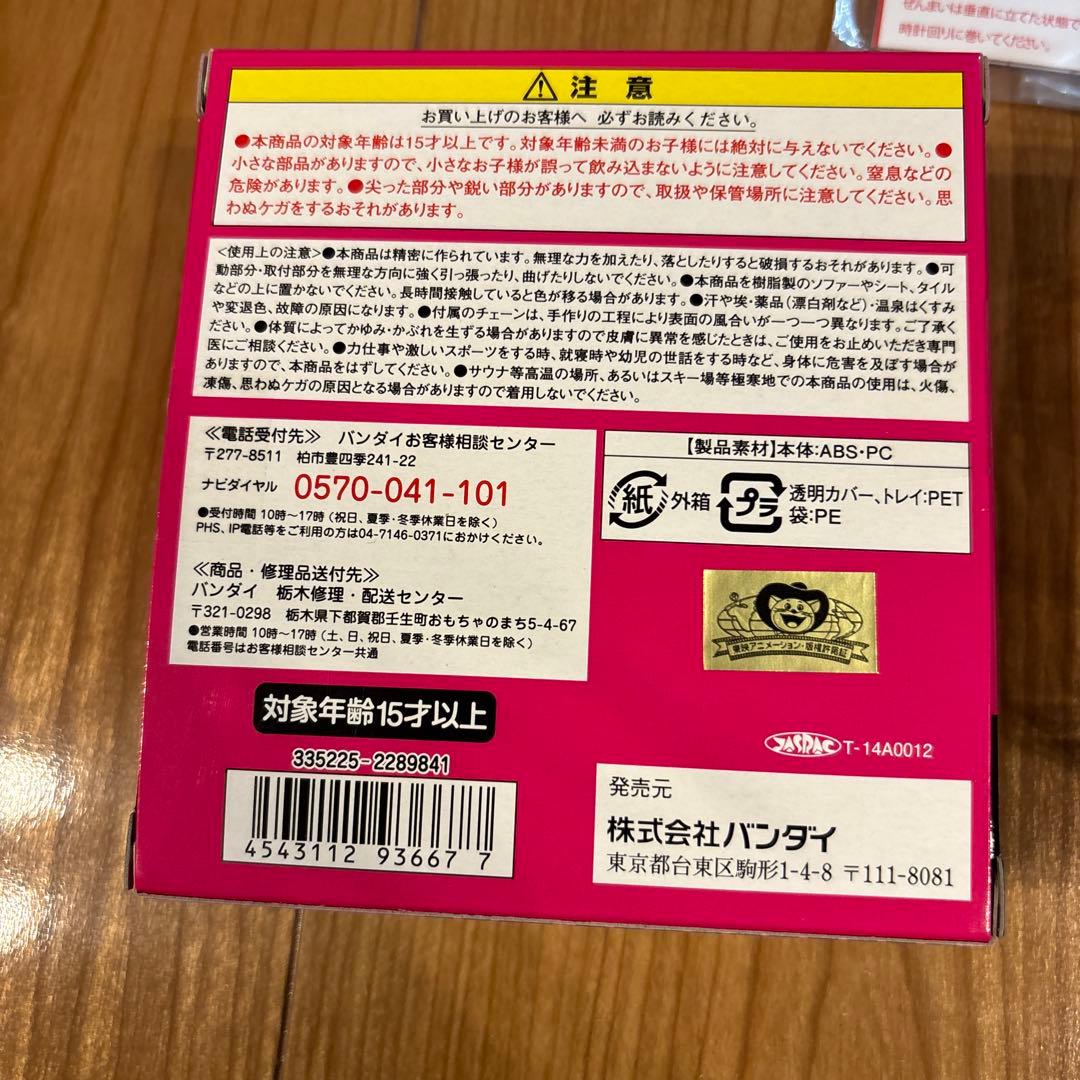 ぜんまいは垂直に立てた状態で
時計回りに巻いてください。
注 意
お買い上げのお客様へ 必ずお読みください。
●本商品の対象年齢は15才以上です。対象年齢未満のお子様には絶対に与えないでください。●
小さな部品がありますので、小さなお子様が誤って飲み込まないように注意してください。窒息などの
危険があります。●尖った部分や鋭い部分がありますので、取扱や保管場所に注意してください。思
わぬケガをするおそれがあります。
<使用上の注意>●本商品は精密に作られています。無理な力を加えたり、落としたりすると破損するおそれがあります。●可
動部分・取付部分を無理な方向に強く引っ張ったり、曲げたりしないでください。●本商品を樹脂製のソファーやシート、タイル
などの上に置かないでください。長時間接触していると色が移る場合があります。●汗や埃・薬品(漂白剤など)・温泉はくすみ
や変退色、故障の原因になります。●付属のチェーンは、手作りの工程により表面の風合いが一つ一つ異なります。ご了承く
ださい。●体質によってかゆみ・かぶれを生ずる場合がありますので皮膚に異常を感じたときは、ご使用をお止めいただき専門
医にご相談ください。●力仕事や激しいスポーツをする時、就寝時や幼児の世話をする時など、身体に危害を及ぼす場合が
ありますので、本商品をはずしてください。●サウナ等高温の場所、あるいはスキー場等極寒地での本商品の使用は、火傷、
凍傷、思わぬケガの原因となる場合がありますので着用しないでください。
≪電話受付先≫ バンダイお客様相談センター
〒277-8511 柏市豊四季241-22
ナビダイヤル 0570-041-101
●受付時間 10時～17時(祝日、夏季・冬季休業日を除く)
PHS、IP電話等をご利用の方は04-7146-0371におかけください。
≪商品・修理品送付先≫
バンダイ 栃木修理・配送センター
〒321-0298 栃木県下都賀郡壬生町おもちゃのまち5-4-67
●営業時間 10時～17時(土、日、祝日、夏季・冬季休業日を除く)
電話番号はお客様相談センター共通
【製品素材】本体:ABS・PC
紙 外箱 プラ 透明カバー、トレイ:PET
袋:PE
東映アニメーション・版権許諾証
対象年齢15才以上
335225-2289841
4543112 93667 7
JASRAC T-14A0012
発売元
株式会社バンダイ
東京都台東区駒形1-4-8 〒111-8081